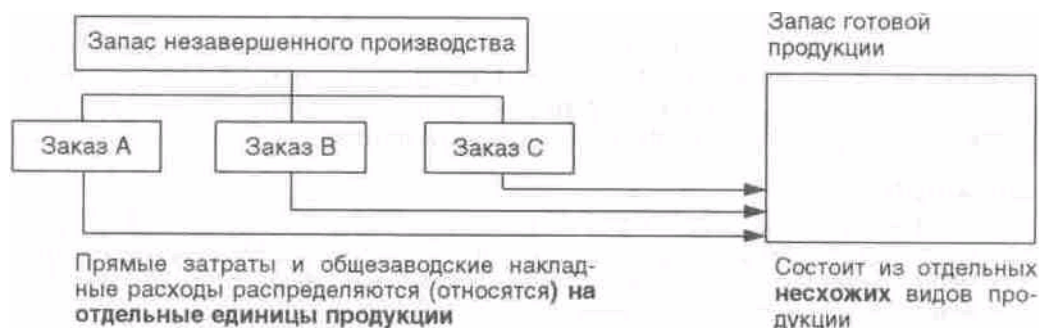 Запас незавершенного производства
Запас готовой
продукции
Заказ А
Заказ В
Заказ С
Прямые затраты и общезаводские наклад-
ные расходы распределяются (относятся) на
отдельные единицы продукции
Состоит из отдельных
несхожих видов про-
дукции